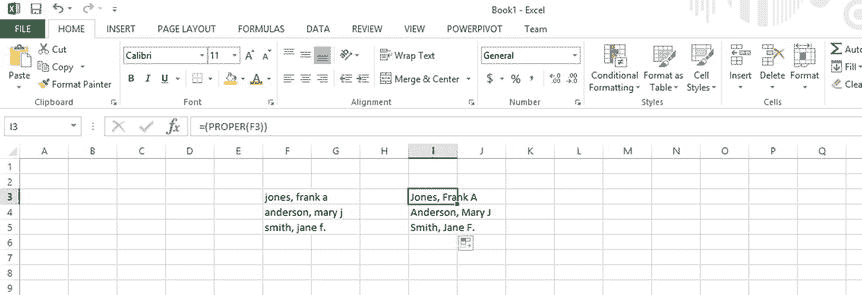 Book1 - Excel
FILE HOME INSERT PAGE LAYOUT FORMULAS DATA REVIEW VIEW POWERPIVOT Team
Cut
Copy
Format Painter
Paste
Clipboard
Calibri 11
B I U
Font
Wrap Text
Merge & Center
Alignment
General
$ % ,
Number
Conditional Formatting
Format as Table
Cell Styles
Styles
Insert Delete Format
Cells
Fill
I3 fx =(PROPER(F3))
A B C D E F G H I J K L M N O P Q
1
2
3 jones, frank a Jones, Frank A
4 anderson, mary j Anderson, Mary J
5 smith, jane f. Smith, Jane F.
6
7
8
9